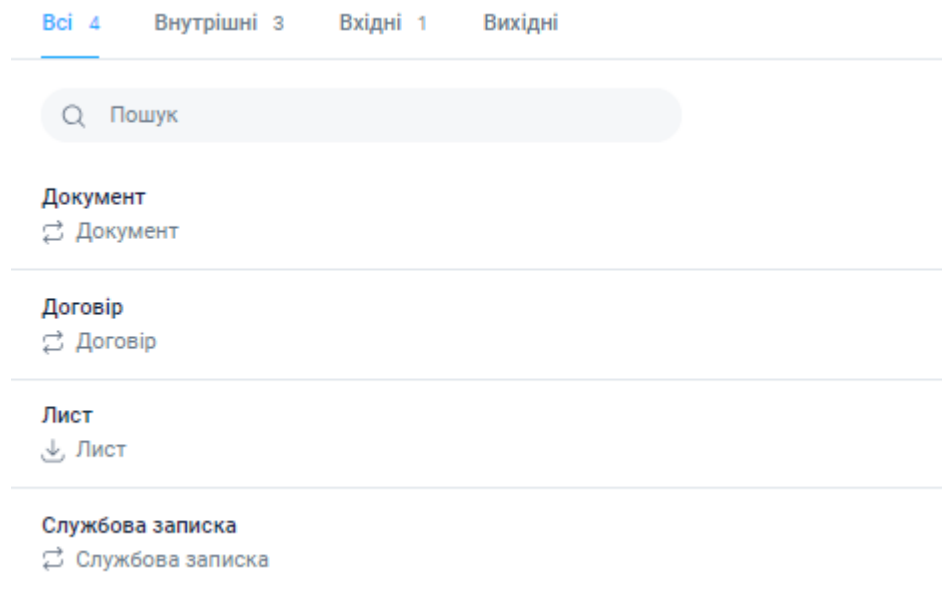 Всі 4 Внутрішні 3 Вхідні 1 Вихідні
Пошук
Документ
Документ
Договір
Договір
Лист
Лист
Службова записка
Службова записка